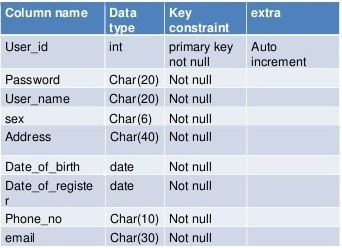 Column name Data type Key constraint extra
User_id int primary key not null Auto increment
Password Char(20) Not null
User_name Char(20) Not null
sex Char(6) Not null
Address Char(40) Not null
Date_of_birth date Not null
Date_of_registe
r date Not null
Phone_no Char(10) Not null
email Char(30) Not null